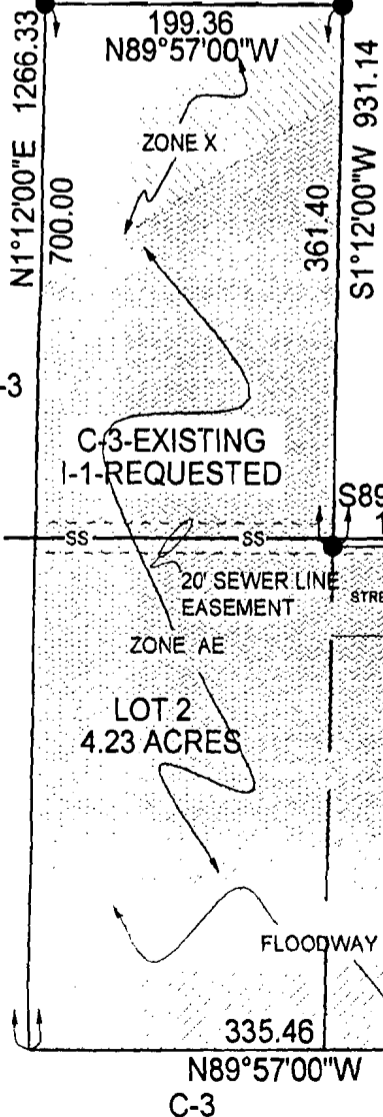 199.36
N89°57'00"W
N1°12'00"E 1266.33
700.00
ZONE X
361.40
S1°12'00"W 931.14
-3
C-3-EXISTING
I-1-REQUESTED
S89
1
SS
SS
20' SEWER LINE
EASEMENT
STRE
ZONE AE
LOT 2
4.23 ACRES
FLOODWAY
335.46
N89°57'00"W
C-3